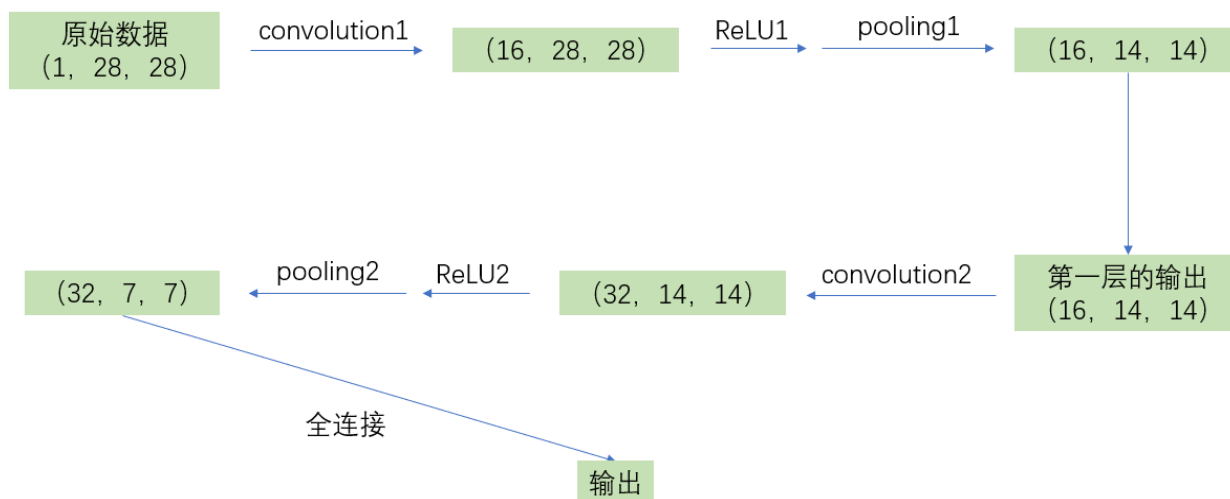 原始数据
(1, 28, 28)
convolution1
(16, 28, 28)
ReLU1
pooling1
(16, 14, 14)
第一层的输出
(16, 14, 14)
convolution2
(32, 14, 14)
ReLU2
pooling2
(32, 7, 7)
全连接
输出